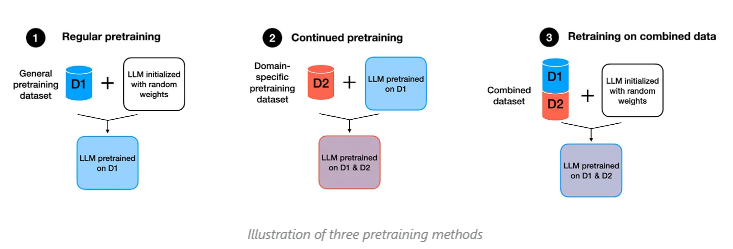 1 Regular pretraining
General
pretraining
dataset
D1
+
LLM initialized
with random
weights
LLM pretrained
on D1
2 Continued pretraining
Domain-
specific
pretraining
dataset
D2
+
LLM pretrained
on D1
LLM pretrained
on D1 & D2
3 Retraining on combined data
Combined
dataset
D1
D2
+
LLM initialized
with random
weights
LLM pretrained
on D1 & D2
Illustration of three pretraining methods